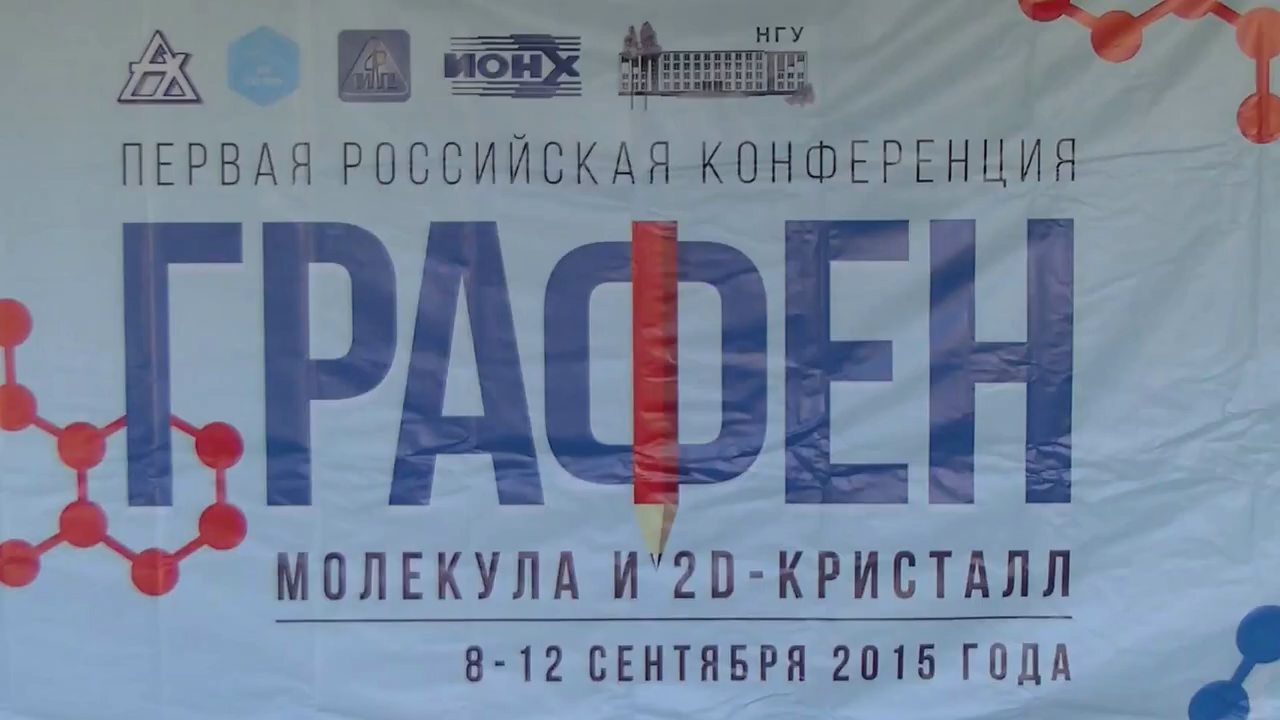 ИОНХ
НГУ
ПЕРВАЯ РОССИЙСКАЯ КОНФЕРЕНЦИЯ
ГРАФЕН
МОЛЕКУЛА И 2D-КРИСТАЛЛ
8-12 СЕНТЯБРЯ 2015 ГОДА